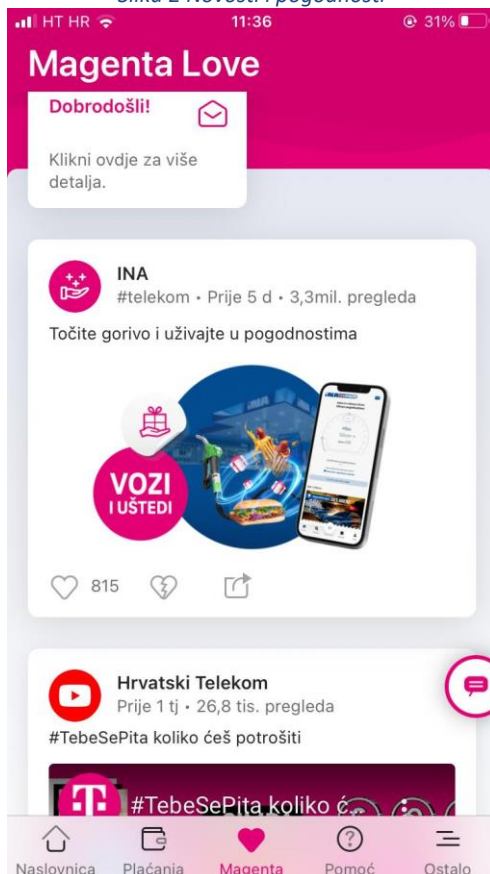 Slika 2 Novosti i pogodnosti
HT HR 11:36 31%
Magenta Love
Dobrodošli!
Klikni ovdje za više
detalja.
INA
#telekom • Prije 5 d • 3,3mil. pregleda
Točite gorivo i uživajte u pogodnostima
VOZI
I UŠTEDI
815
Hrvatski Telekom
Prije 1 tj • 26,8 tis. pregleda
#TebeSePita koliko ćeš potrošiti
#TebeSePita koliko ć...
Naslovnica Plaćanja Magenta Pomoć Ostalo